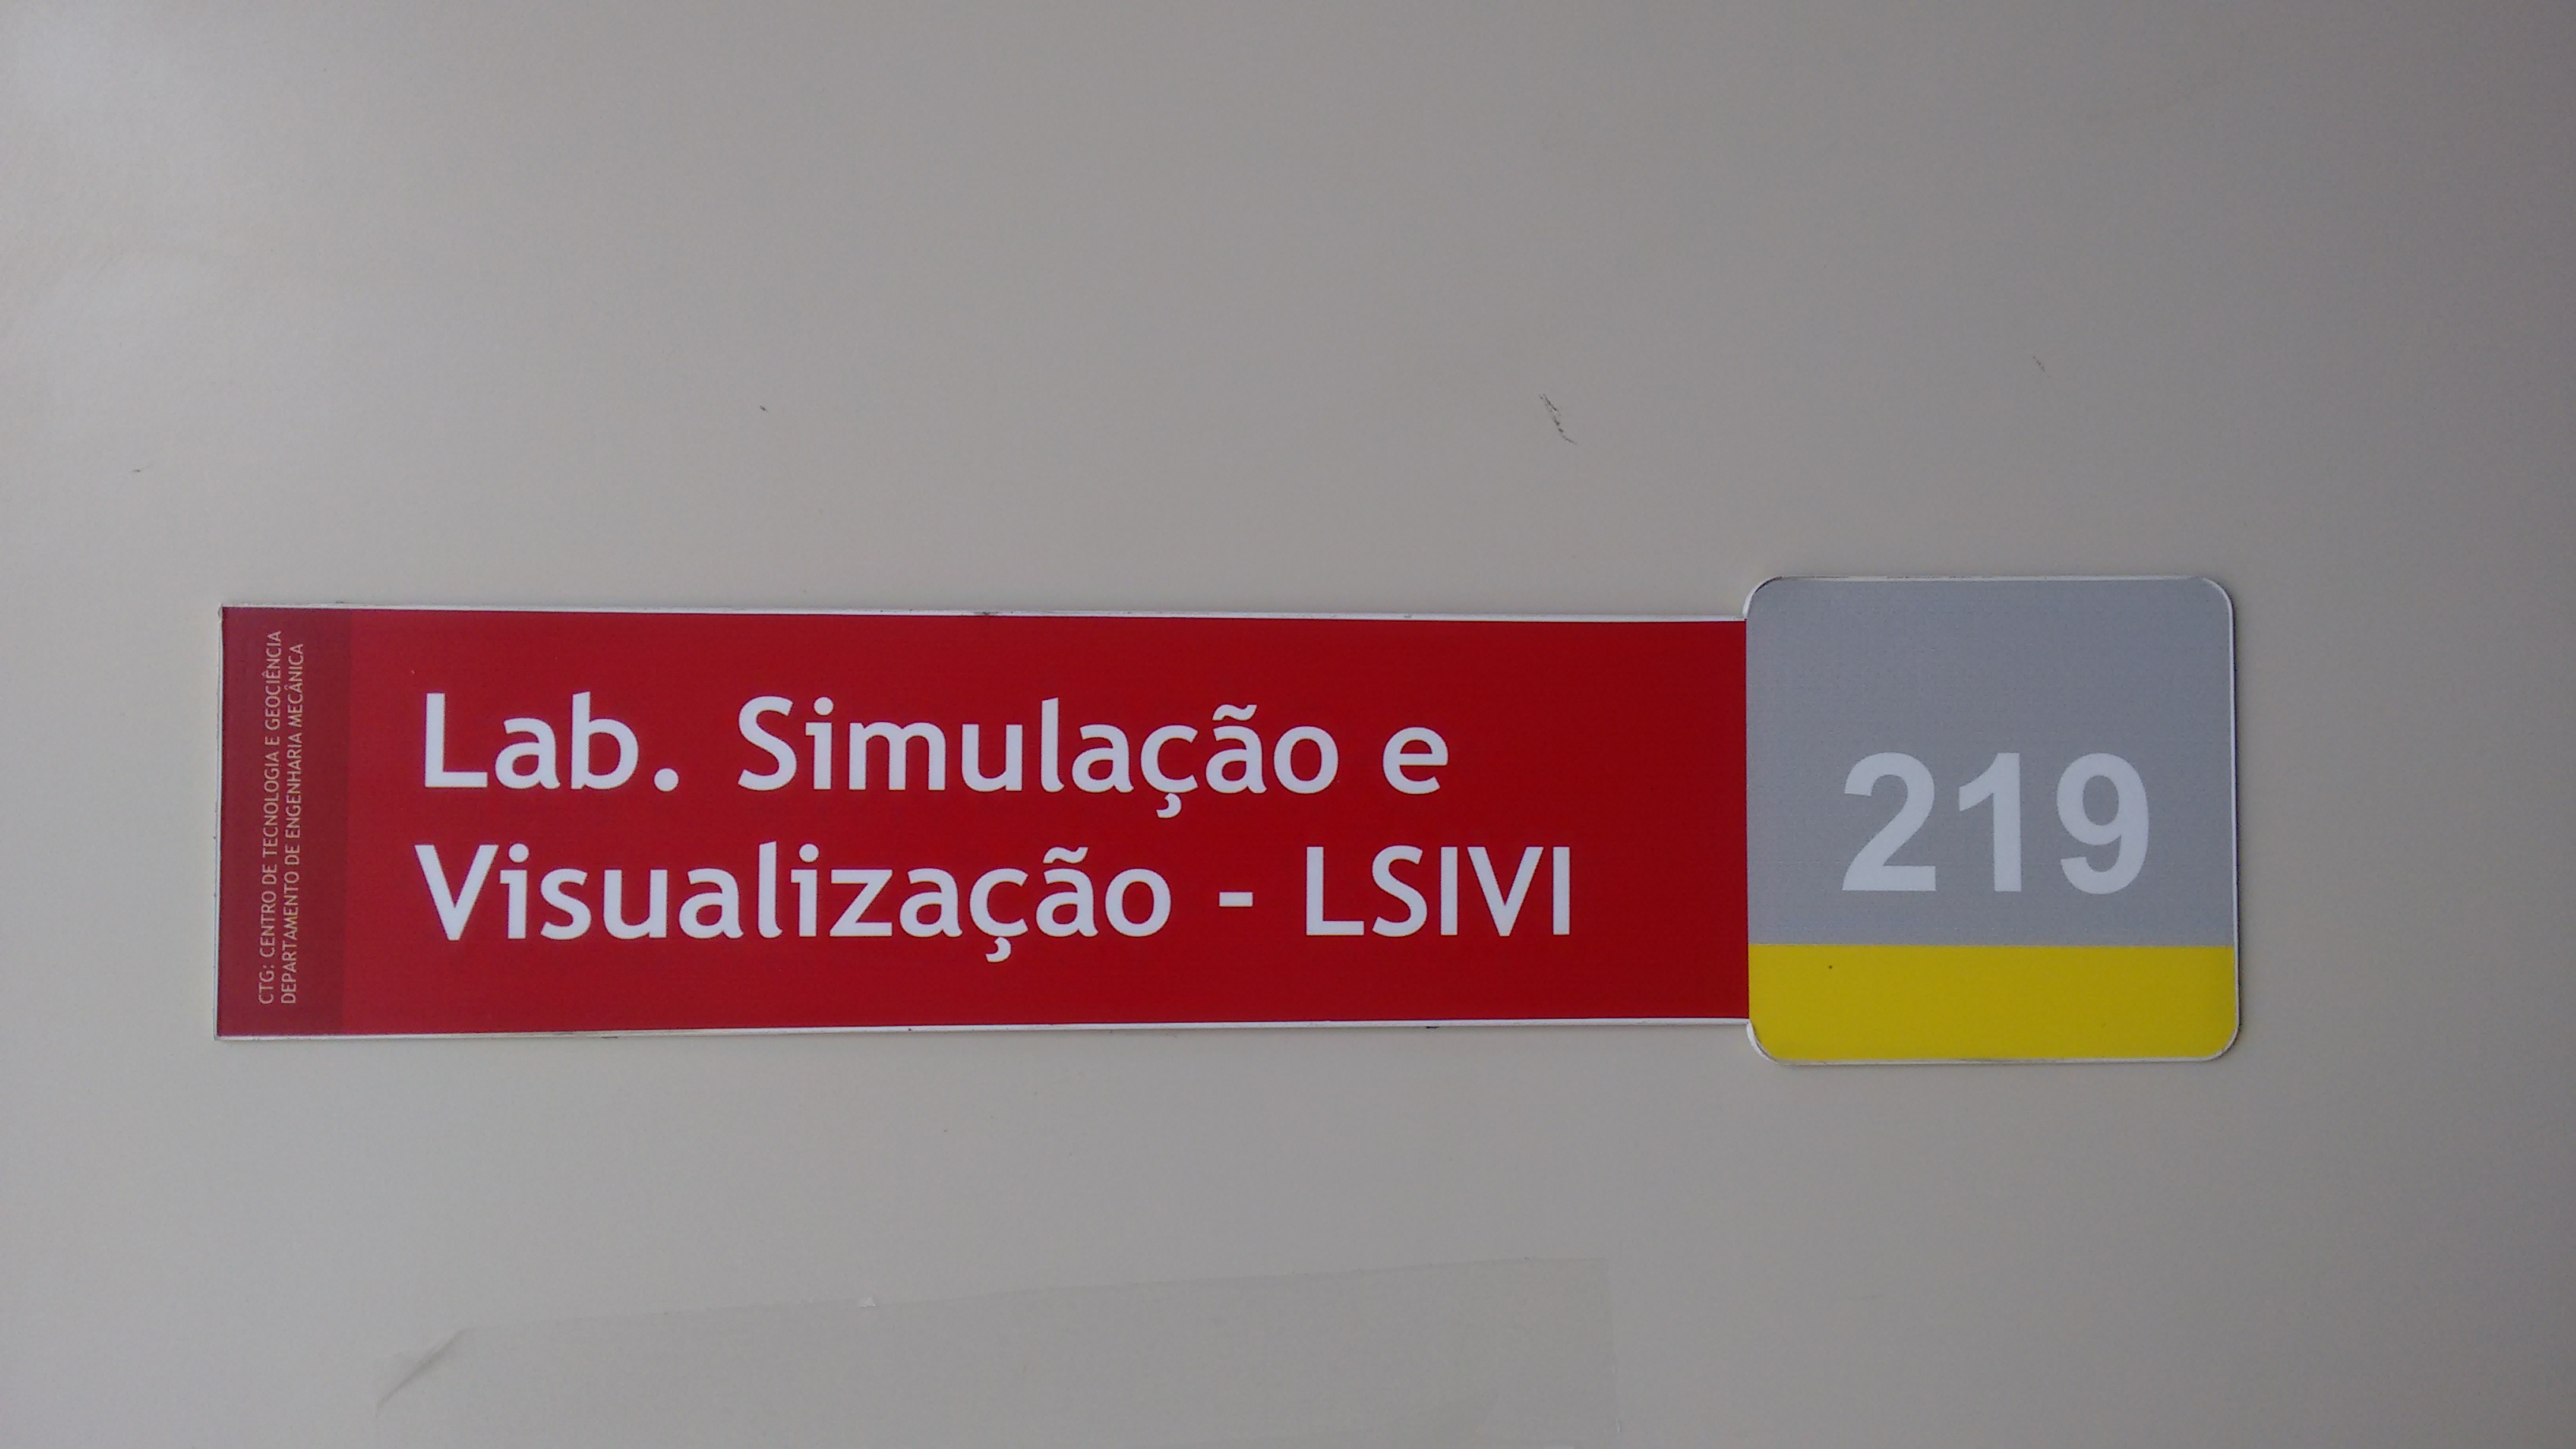 CTG: CENTRO DE TECNOLOGIA E GEOCIÊNCIA
DEPARTAMENTO DE ENGENHARIA MECÂNICA
Lab. Simulação e
Visualização - LSIVI
219